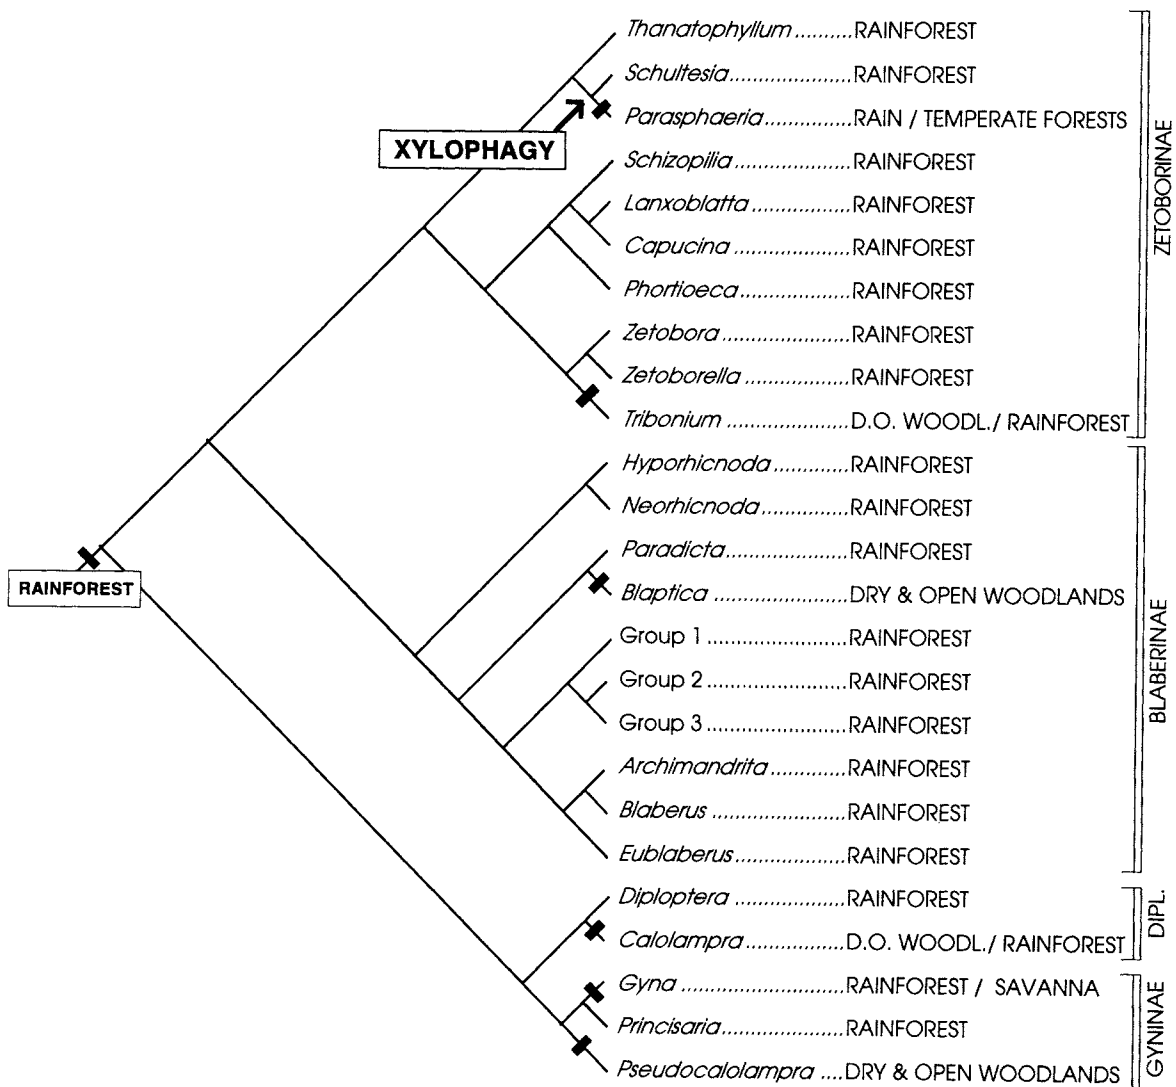 Thanatophyllum..........RAINFOREST
Schultesia.....................RAINFOREST
Parasphaeria................RAIN / TEMPERATE FORESTS
XYLOPHAGY
Schizopilia.....................RAINFOREST
Lanxoblatta..................RAINFOREST
Capucina.....................RAINFOREST
Phortioeca....................RAINFOREST
Zetobora.......................RAINFOREST
Zetoborella...................RAINFOREST
Tribonium......................D.O. WOODL./ RAINFOREST
ZETOBORINAE
Hyporhicnoda..............RAINFOREST
Neorhicnoda................RAINFOREST
Paradicta.....................RAINFOREST
Blaptica........................DRY & OPEN WOODLANDS
RAINFOREST
Group 1........................RAINFOREST
Group 2........................RAINFOREST
Group 3........................RAINFOREST
Archimandrita..............RAINFOREST
Blaberus.......................RAINFOREST
Eublaberus...................RAINFOREST
BLABERINAE
Diploptera...................RAINFOREST
Calolampra..................D.O. WOODL./ RAINFOREST
DIPL.
Gyna.............................RAINFOREST / SAVANNA
Princisaria.....................RAINFOREST
Pseudocalolampra ....DRY & OPEN WOODLANDS
GYNINAE